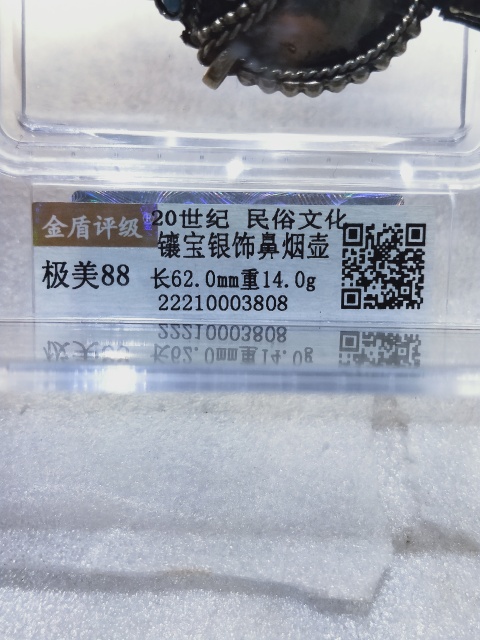 金盾评级
20世纪 民俗文化
镶宝银饰鼻烟壶
极美88
长62.0mm重14.0g
22210003808